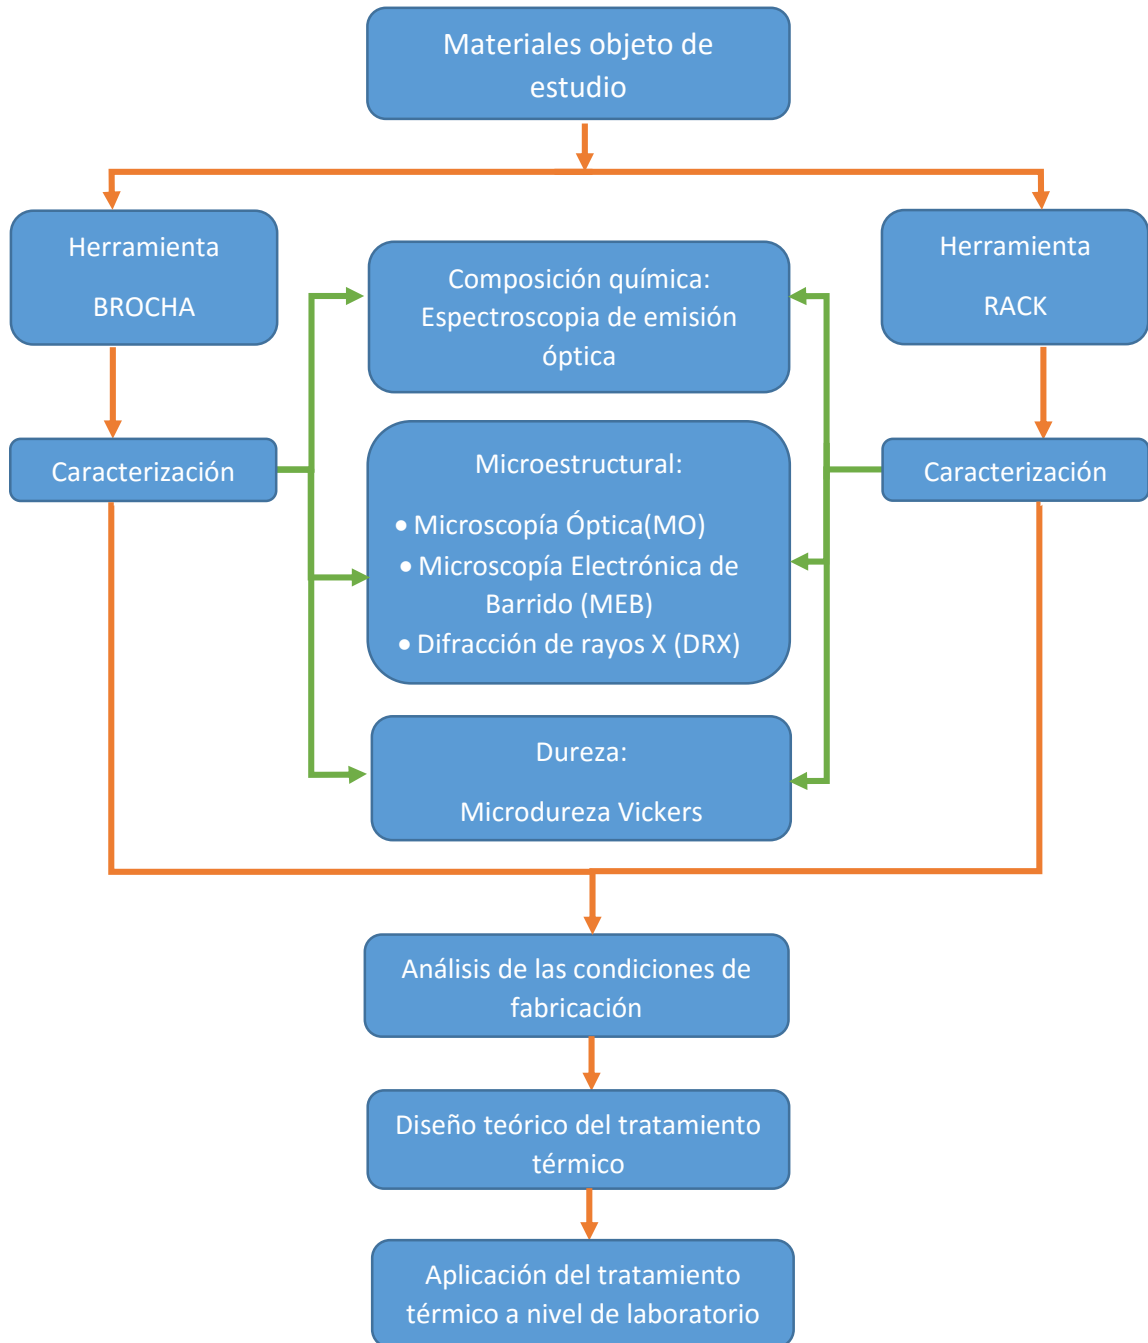 Materiales objeto de
estudio
Herramienta
BROCHA
Herramienta
RACK
Composición química:
Espectroscopia de emisión
óptica
Caracterización
Microestructural:
• Microscopía Óptica(MO)
• Microscopía Electrónica de
Barrido (MEB)
• Difracción de rayos X (DRX)
Caracterización
Dureza:
Microdureza Vickers
Análisis de las condiciones de
fabricación
Diseño teórico del tratamiento
térmico
Aplicación del tratamiento
térmico a nivel de laboratorio